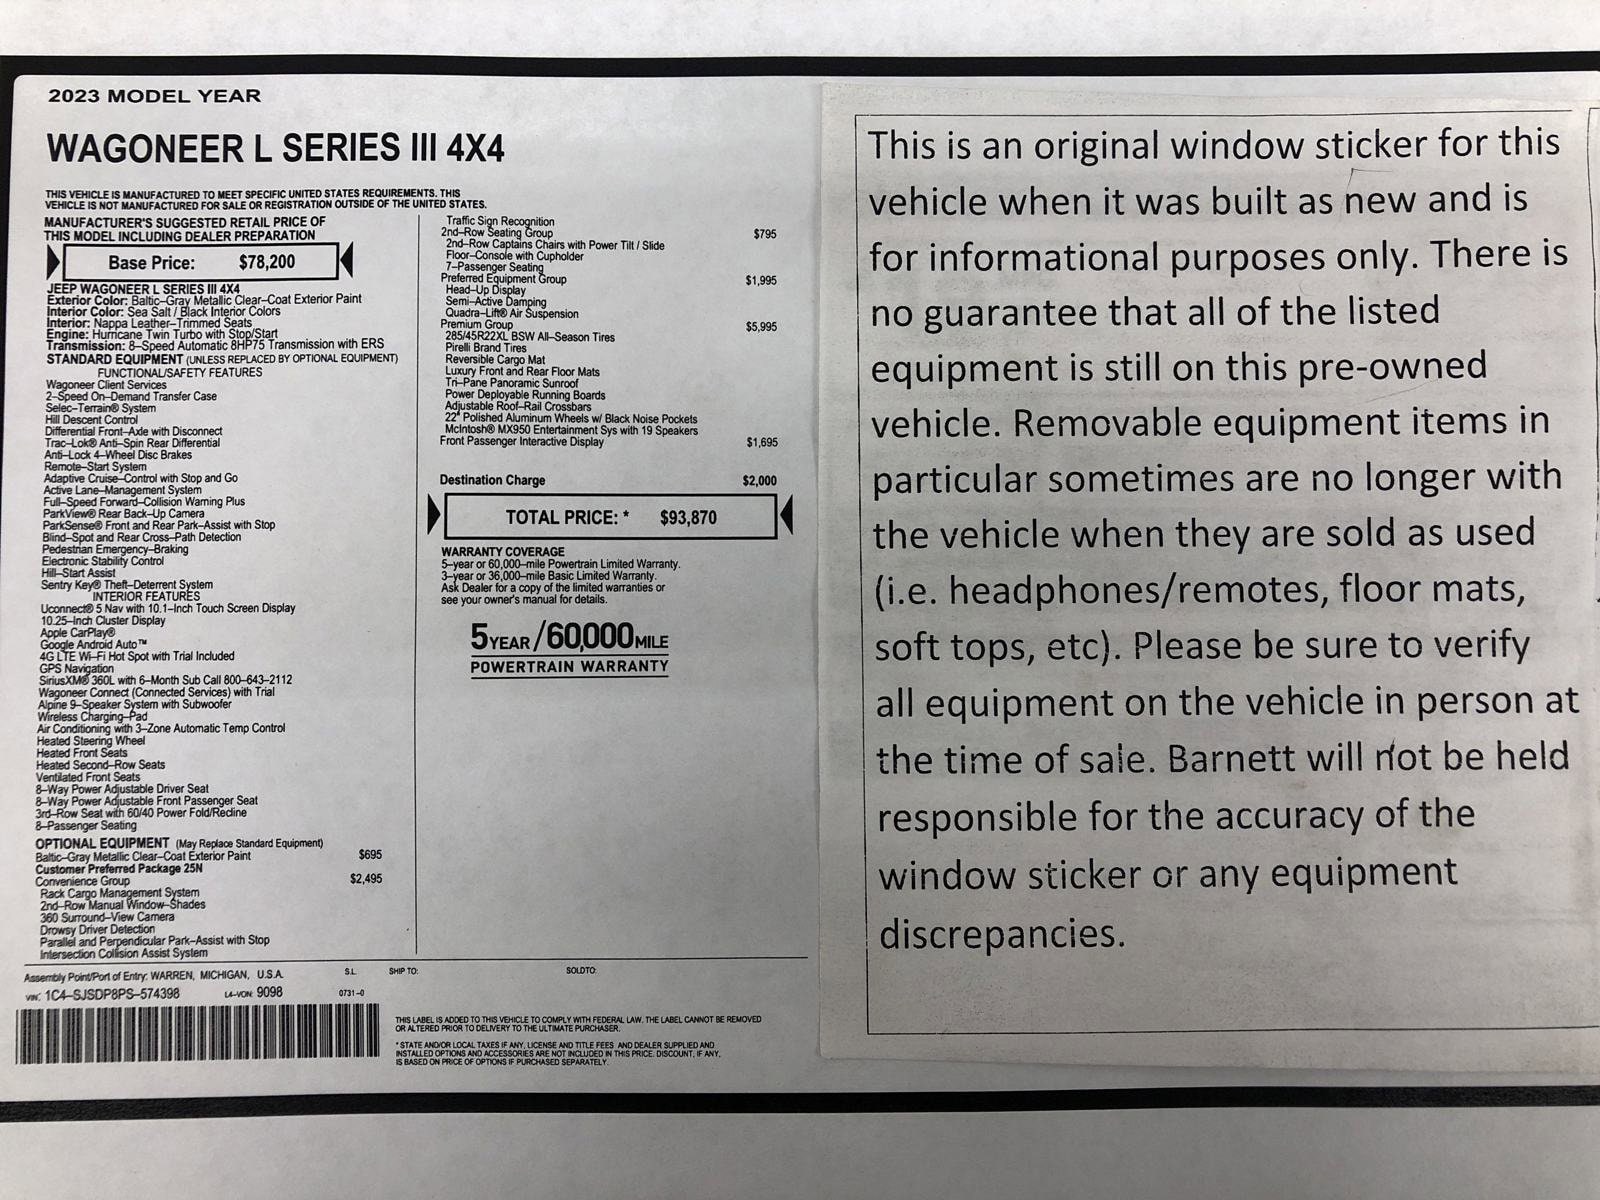 2023 MODEL YEAR
WAGONEER L SERIES III 4X4
THIS VEHICLE IS MANUFACTURED TO MEET SPECIFIC UNITED STATES REQUIREMENTS. THIS
VEHICLE IS NOT MANUFACTURED FOR SALE OR REGISTRATION OUTSIDE OF THE UNITED STATES.
MANUFACTURER'S SUGGESTED RETAIL PRICE OF
THIS MODEL INCLUDING DEALER PREPARATION
Base Price: $78,200
JEEP WAGONEER L SERIES III 4X4
Exterior Color: Baltic–Gray Metallic Clear–Coat Exterior Paint
Interior Color: Sea Salt / Black Interior Colors
Interior: Nappa Leather–Trimmed Seats
Engine: Hurricane Twin Turbo with Stop/Start
Transmission: 8–Speed Automatic 8HP75 Transmission with ERS
STANDARD EQUIPMENT (UNLESS REPLACED BY OPTIONAL EQUIPMENT)
FUNCTIONAL/SAFETY FEATURES
Wagoneer Client Services
2–Speed On–Demand Transfer Case
Selec–Terrain® System
Hill Descent Control
Differential Front–Axle with Disconnect
Trac–Lok® Anti–Spin Rear Differential
Anti–Lock 4–Wheel Disc Brakes
Remote–Start System
Adaptive Cruise–Control with Stop and Go
Active Lane–Management System
Full–Speed Forward–Collision Warning Plus
ParkView® Rear Back–Up Camera
ParkSense® Front and Rear Park–Assist with Stop
Blind–Spot and Rear Cross–Path Detection
Pedestrian Emergency–Braking
Electronic Stability Control
Hill–Start Assist
Sentry Key® Theft–Deterrent System
INTERIOR FEATURES
Uconnect® 5 Nav with 10.1–Inch Touch Screen Display
10.25–Inch Cluster Display
Apple CarPlay®
Google Android Auto™
4G LTE Wi–Fi Hot Spot with Trial Included
GPS Navigation
SiriusXM® 360L with 6–Month Sub Call 800–643–2112
Wagoneer Connect (Connected Services) with Trial
Alpine 9–Speaker System with Subwoofer
Wireless Charging–Pad
Air Conditioning with 3–Zone Automatic Temp Control
Heated Steering Wheel
Heated Front Seats
Heated Second–Row Seats
Ventilated Front Seats
8–Way Power Adjustable Driver Seat
8–Way Power Adjustable Front Passenger Seat
3rd–Row Seat with 60/40 Power Fold/Recline
8–Passenger Seating
OPTIONAL EQUIPMENT (May Replace Standard Equipment)
Baltic–Gray Metallic Clear–Coat Exterior Paint $695
Customer Preferred Package 25N
Convenience Group $2,495
Rack Cargo Management System
2nd–Row Manual Window–Shades
360 Surround–View Camera
Drowsy Driver Detection
Parallel and Perpendicular Park–Assist with Stop
Intersection Collision Assist System
Traffic Sign Recognition
2nd–Row Seating Group $795
2nd–Row Captains Chairs with Power Tilt / Slide
Floor–Console with Cupholder
7–Passenger Seating
Preferred Equipment Group $1,995
Head–Up Display
Semi–Active Damping
Quadra–Lift® Air Suspension
Premium Group $5,995
285/45R22XL BSW All–Season Tires
Pirelli Brand Tires
Reversible Cargo Mat
Luxury Front and Rear Floor Mats
Tri–Pane Panoramic Sunroof
Power Deployable Running Boards
Adjustable Roof–Rail Crossbars
22" Polished Aluminum Wheels w/ Black Noise Pockets
McIntosh® MX950 Entertainment Sys with 19 Speakers
Front Passenger Interactive Display $1,695
Destination Charge $2,000
TOTAL PRICE: * $93,870
WARRANTY COVERAGE
5–year or 60,000–mile Powertrain Limited Warranty.
3–year or 36,000–mile Basic Limited Warranty.
Ask Dealer for a copy of the limited warranties or
see your owner's manual for details.
5YEAR/60,000MILE
POWERTRAIN WARRANTY
Assembly Point/Port of Entry: WARREN, MICHIGAN, U.S.A.
VIN: 1C4–SJSDP8PS–574398 L4–VON: 9098
S.L. SHIP TO: SOLDTO:
0731–0
THIS LABEL IS ADDED TO THIS VEHICLE TO COMPLY WITH FEDERAL LAW. THE LABEL CANNOT BE REMOVED
OR ALTERED PRIOR TO DELIVERY TO THE ULTIMATE PURCHASER.
* STATE AND/OR LOCAL TAXES IF ANY, LICENSE AND TITLE FEES AND DEALER SUPPLIED AND
INSTALLED OPTIONS AND ACCESSORIES ARE NOT INCLUDED IN THIS PRICE. DISCOUNT, IF ANY,
IS BASED ON PRICE OF OPTIONS IF PURCHASED SEPARATELY.
This is an original window sticker for this
vehicle when it was built as new and is
for informational purposes only. There is
no guarantee that all of the listed
equipment is still on this pre-owned
vehicle. Removable equipment items in
particular sometimes are no longer with
the vehicle when they are sold as used
(i.e. headphones/remotes, floor mats,
soft tops, etc). Please be sure to verify
all equipment on the vehicle in person at
the time of sale. Barnett will not be held
responsible for the accuracy of the
window sticker or any equipment
discrepancies.